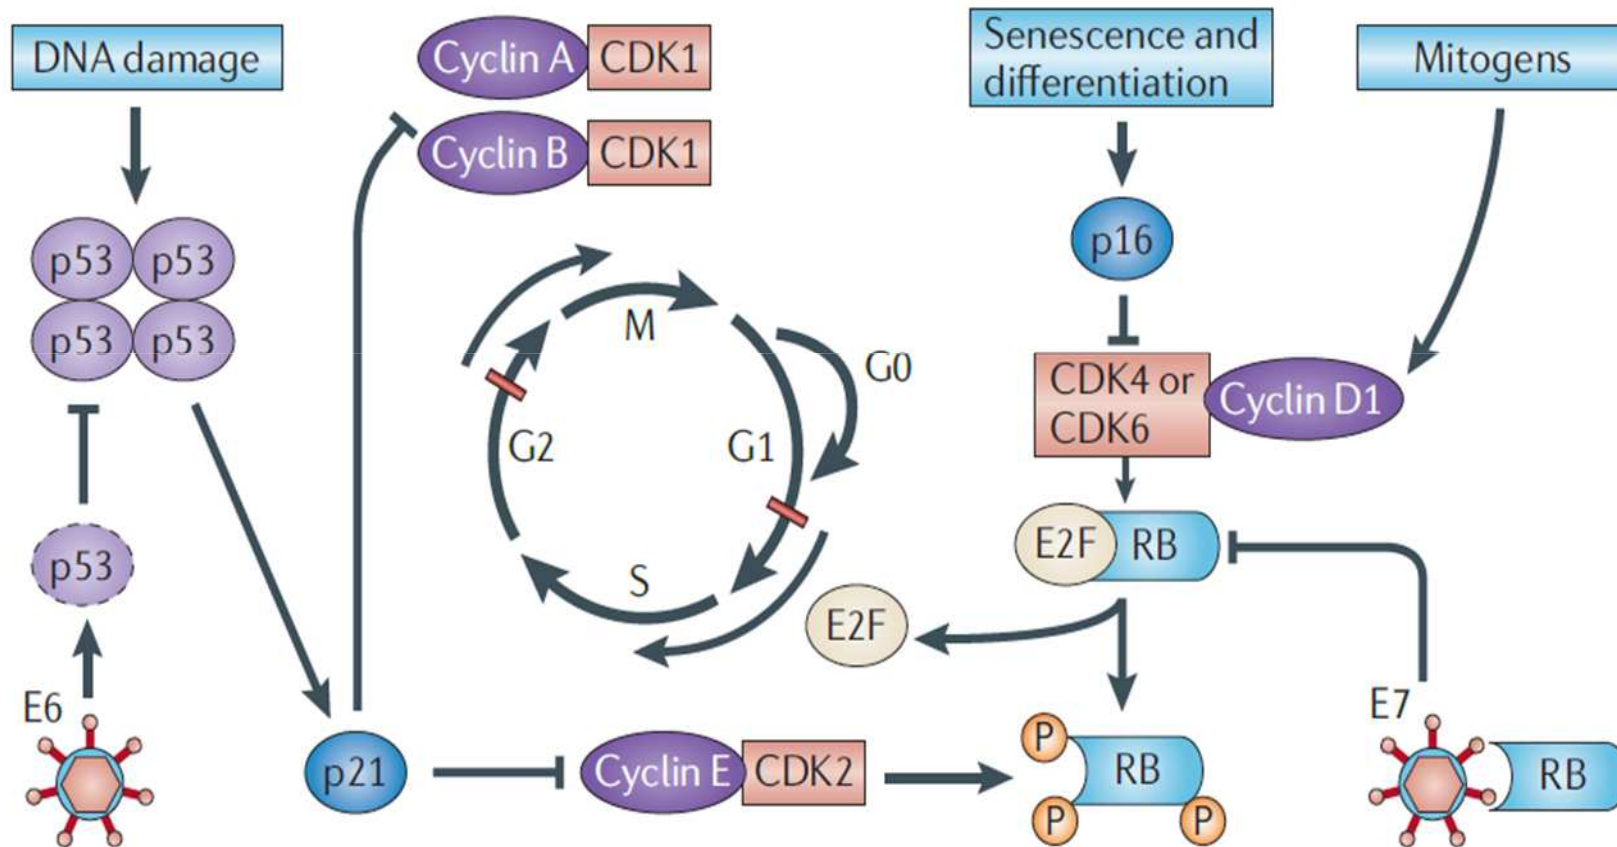 DNA damage
Cyclin A
CDK1
Senescence and
differentiation
Mitogens
Cyclin B
CDK1
p53
p53
p53
p53
p16
M
G0
CDK4 or
CDK6
Cyclin D1
G2
G1
p53
S
E2F
RB
E2F
E6
E7
p21
Cyclin E
CDK2
P
RB
P
P
RB